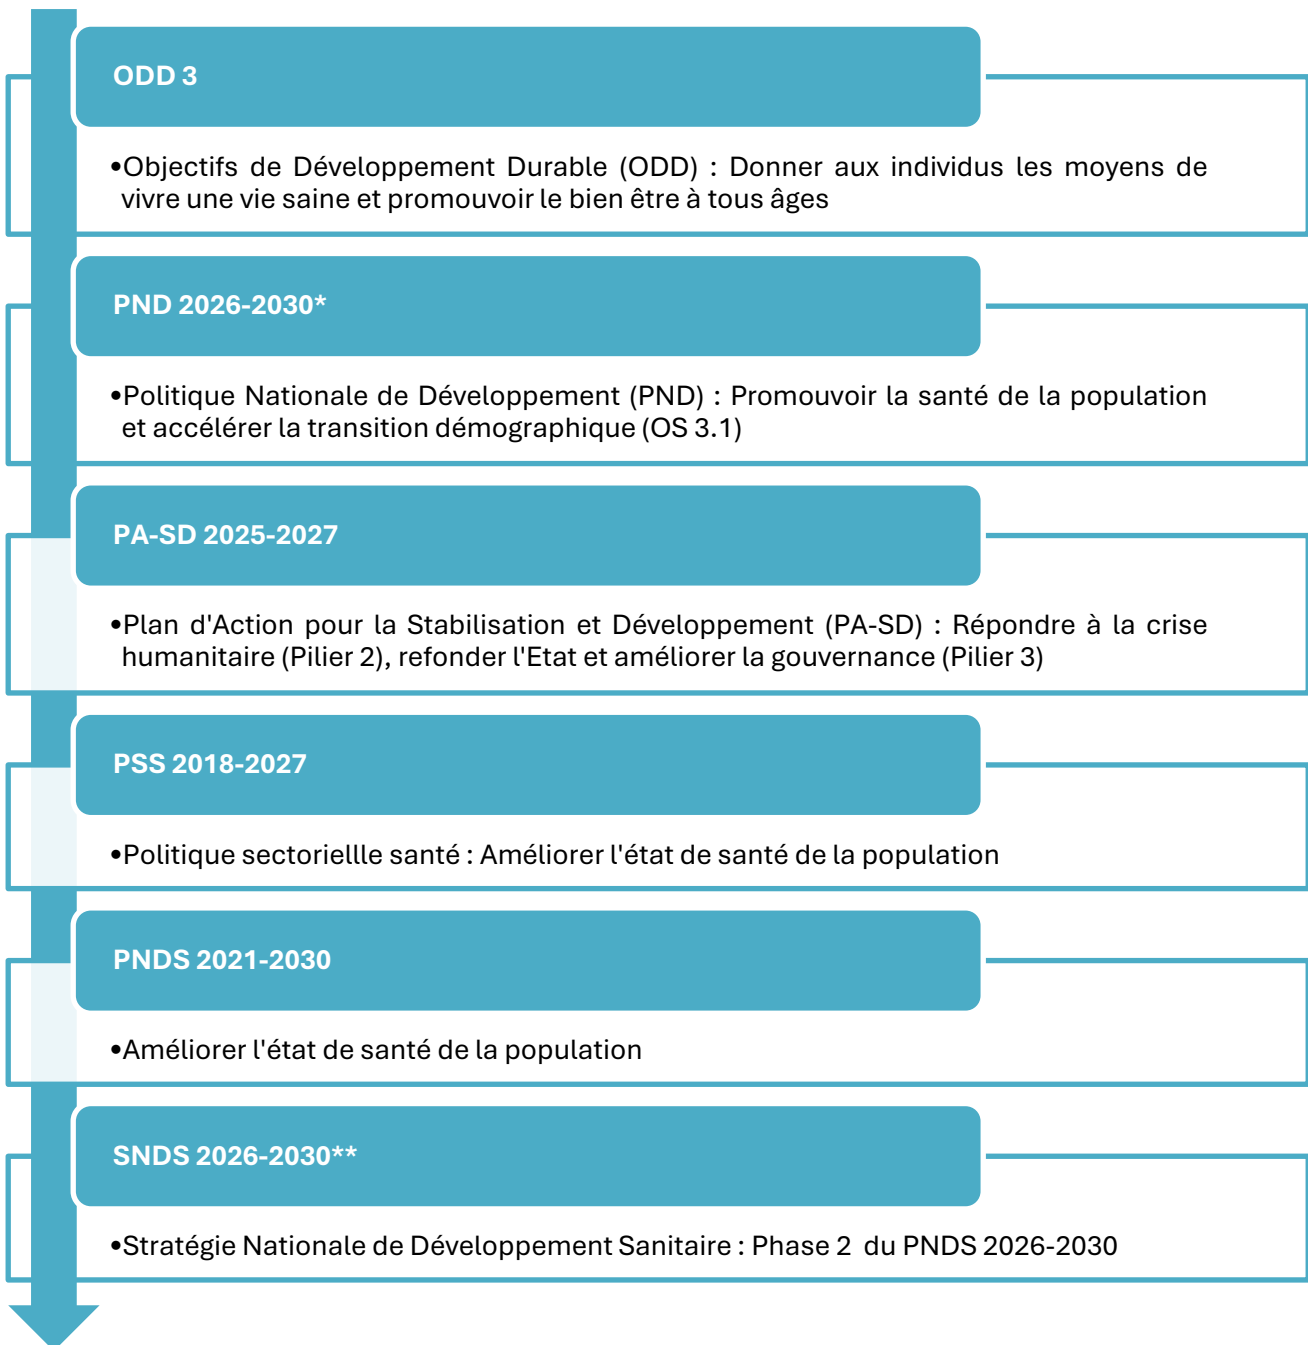 ODD 3
•Objectifs de Développement Durable (ODD) : Donner aux individus les moyens de
vivre une vie saine et promouvoir le bien être à tous âges
PND 2026-2030*
•Politique Nationale de Développement (PND) : Promouvoir la santé de la population
et accélérer la transition démographique (OS 3.1)
PA-SD 2025-2027
•Plan d'Action pour la Stabilisation et Développement (PA-SD) : Répondre à la crise
humanitaire (Pilier 2), refonder l'Etat et améliorer la gouvernance (Pilier 3)
PSS 2018-2027
•Politique sectoriellle santé : Améliorer l'état de santé de la population
PNDS 2021-2030
•Améliorer l'état de santé de la population
SNDS 2026-2030**
•Stratégie Nationale de Développement Sanitaire : Phase 2  du PNDS 2026-2030